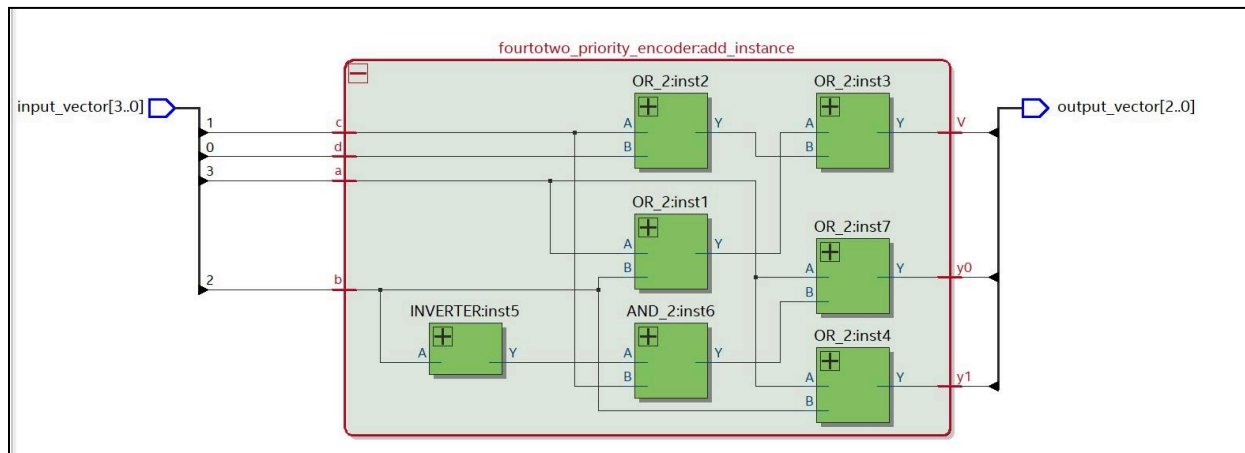 fourtotwo_priority_encoder:add_instance
input_vector[3..0]
output_vector[2..0]
OR_2:inst2
OR_2:inst3
1
c
A
Y
A
Y
V
0
d
B
B
3
a
OR_2:inst1
A
Y
B
OR_2:inst7
A
Y
y0
B
2
b
INVERTER:inst5
A
Y
AND_2:inst6
A
Y
B
OR_2:inst4
A
Y
y1
B